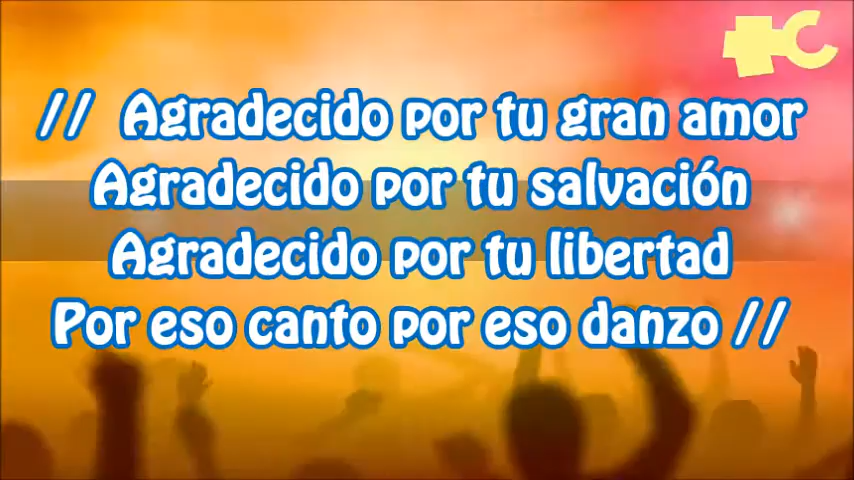 // Agradecido por tu gran amor
Agradecido por tu salvación
Agradecido por tu libertad
Por eso canto por eso danzo //